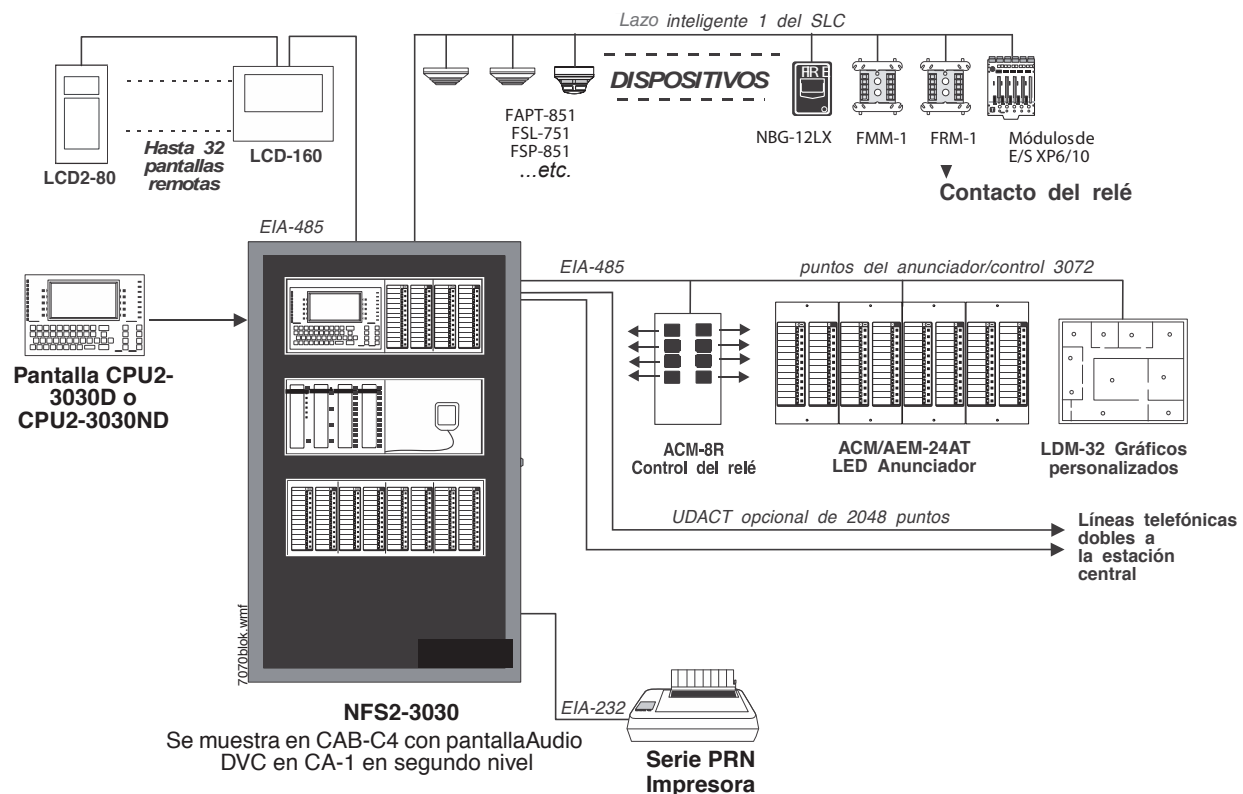 Lazo inteligente 1 del SLC
DISPOSITIVOS
FAPT-851
FSL-751
FSP-851
...etc.
NBG-12LX
FMM-1
FRM-1
Módulos de
E/S XP6/10
Contacto del relé
LCD2-80
Hasta 32
pantallas
remotas
LCD-160
EIA-485
Pantalla CPU2-
3030D o
CPU2-3030ND
EIA-485
puntos del anunciador/control 3072
ACM-8R
Control del relé
ACM/AEM-24AT
LED Anunciador
LDM-32 Gráficos
personalizados
UDACT opcional de 2048 puntos
Líneas telefónicas
dobles a
la estación
central
7070blok.wmf
NFS2-3030
Se muestra en CAB-C4 con pantallaAudio
DVC en CA-1 en segundo nivel
EIA-232
Serie PRN
Impresora